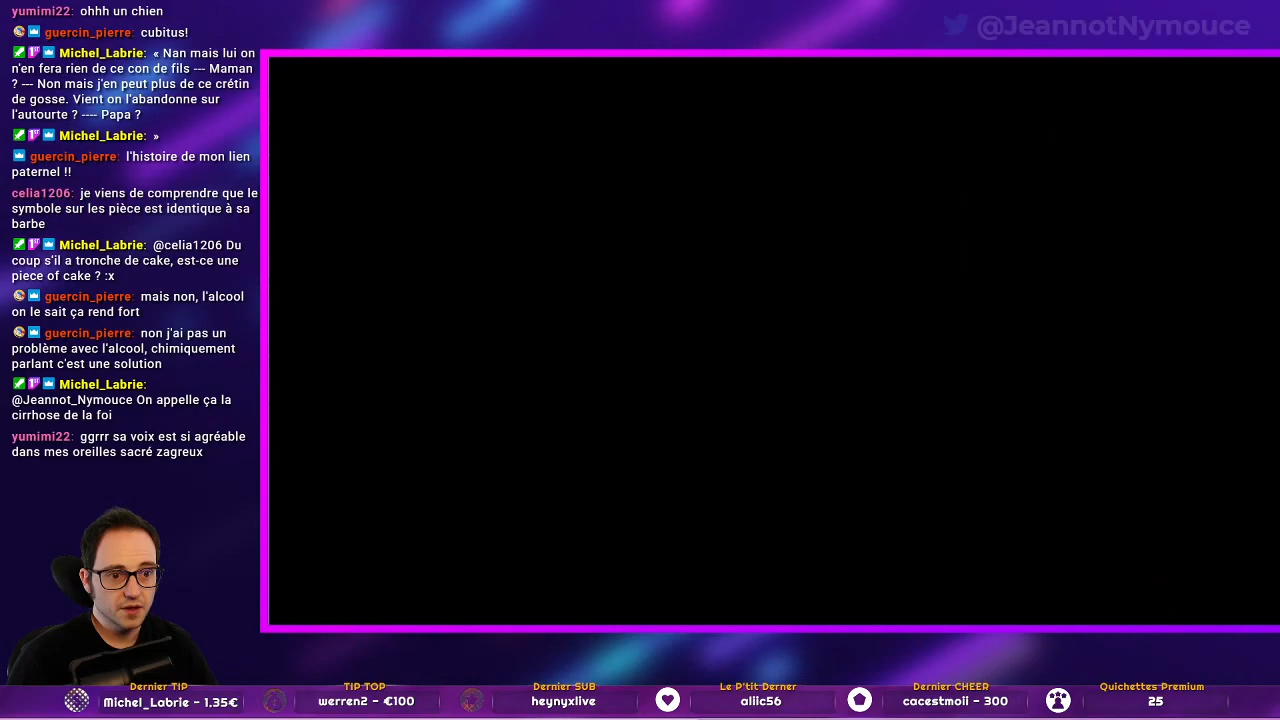 yumimi22: ohhh un chien
guercin_pierre: cubitus!
Michel_Labrie: « Nan mais lui on
n'en fera rien de ce con de fils --- Maman
? --- Non mais j'en peut plus de ce crétin
de gosse. Vient on l'abandonne sur
l'autourte ? ---- Papa ?
Michel_Labrie: »
guercin_pierre: l'histoire de mon lien
paternel !!
celia1206: je viens de comprendre que le
symbole sur les pièce est identique à sa
barbe
Michel_Labrie: @celia1206 Du
coup s'il a tronche de cake, est-ce une
piece of cake ? :x
guercin_pierre: mais non, l'alcool
on le sait ça rend fort
guercin_pierre: non j'ai pas un
problème avec l'alcool, chimiquement
parlant c'est une solution
Michel_Labrie:
@Jeannot_Nymouce On appelle ça la
cirrhose de la foi
yumimi22: ggrrr sa voix est si agréable
dans mes oreilles sacré zagreux
@JeannotNymouce
Dernier TIP
Michel_Labrie - 1.35€
TIP TOP
werren2 - €100
Dernier SUB
heynyxlive
Le P'tit Derner
aliic56
Dernier CHEER
cacestmoii - 300
Quichettes Premium
25